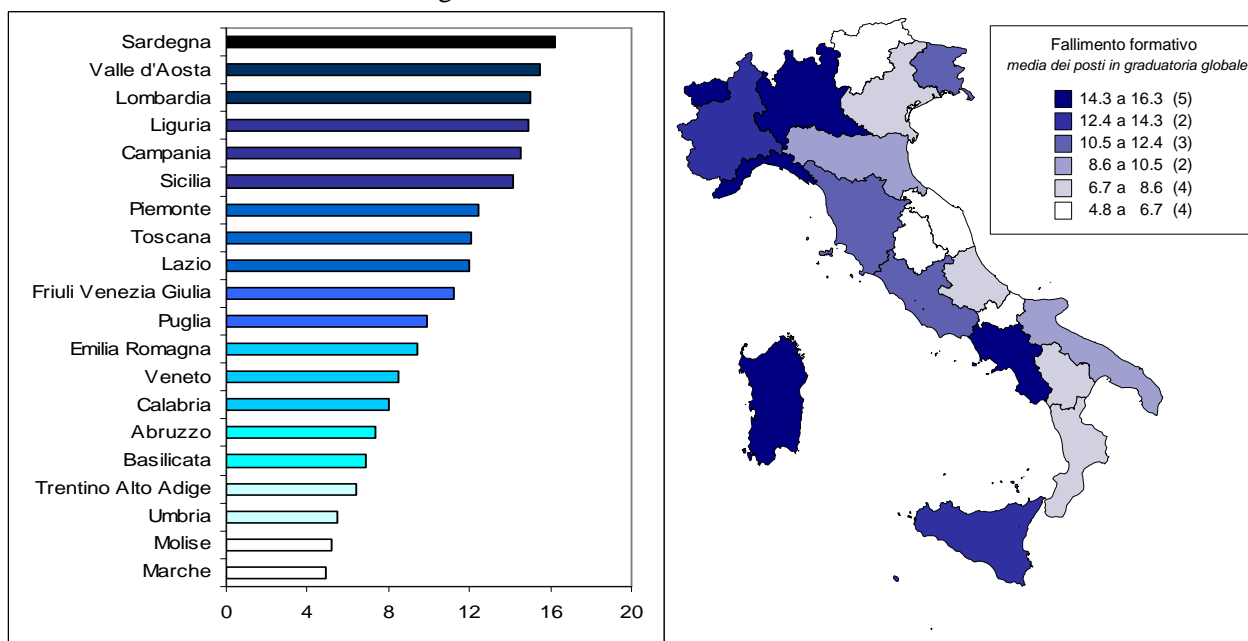 Sardegna
Valle d'Aosta
Lombardia
Liguria
Campania
Sicilia
Piemonte
Toscana
Lazio
Friuli Venezia Giulia
Puglia
Emilia Romagna
Veneto
Calabria
Abruzzo
Basilicata
Trentino Alto Adige
Umbria
Molise
Marche
0 4 8 12 16 20
Fallimento formativo
media dei posti in graduatoria globale
14.3 a 16.3 (5)
12.4 a 14.3 (2)
10.5 a 12.4 (3)
8.6 a 10.5 (2)
6.7 a 8.6 (4)
4.8 a 6.7 (4)